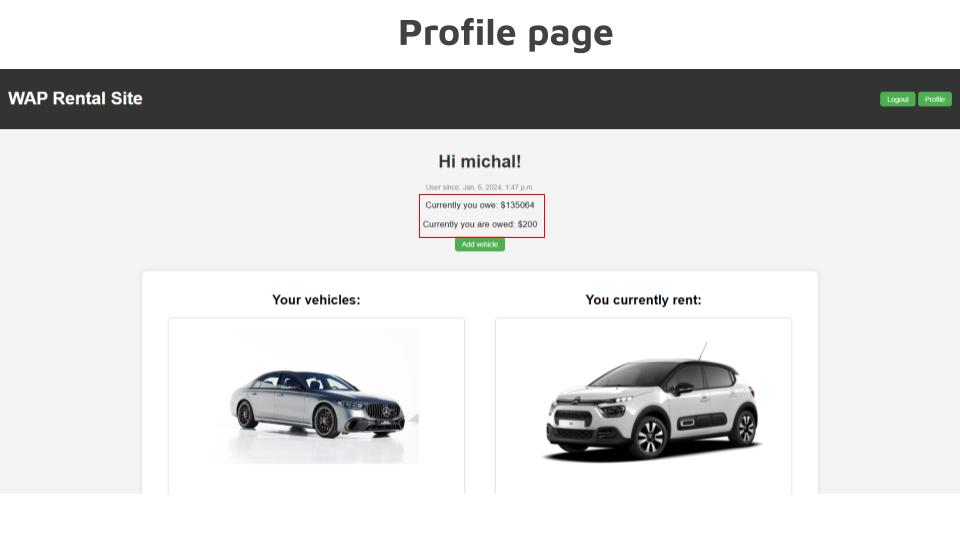 Profile page
WAP Rental Site
Logout
Profile
Hi michal!
User since: Jan. 6, 2024, 1:47 p.m.
Currently you owe: $135064
Currently you are owed: $200
Add vehicle
Your vehicles:
You currently rent: